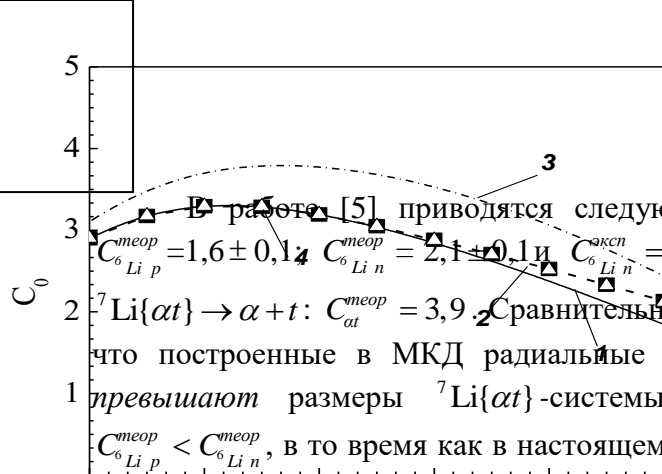 5
4
3
2
1
C₀
3
4
2
1
В работе [5] приводятся следую
C^{теор}_{⁶Li p} = 1,6 ± 0,1; C^{теор}_{⁶Li n} = 2,1 ± 0,1 и C^{эксп}_{⁶Li n} =
⁷Li{αt} → α + t: C^{теор}_{αt} = 3,9. Сравнительн
что построенные в МКД радиальные
превышают размеры ⁷Li{αt}-системы
C^{теор}_{⁶Li p} < C^{теор}_{⁶Li n}, в то время как в настоящем